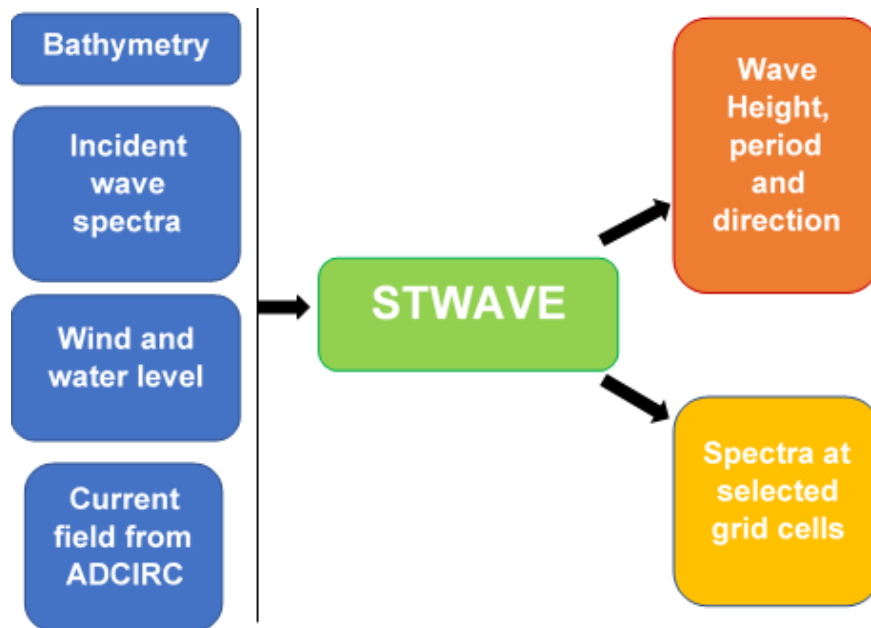 Bathymetry
Incident
wave
spectra
Wind and
water level
Current
field from
ADCIRC
STWAVE
Wave
Height,
period
and
direction
Spectra at
selected
grid cells